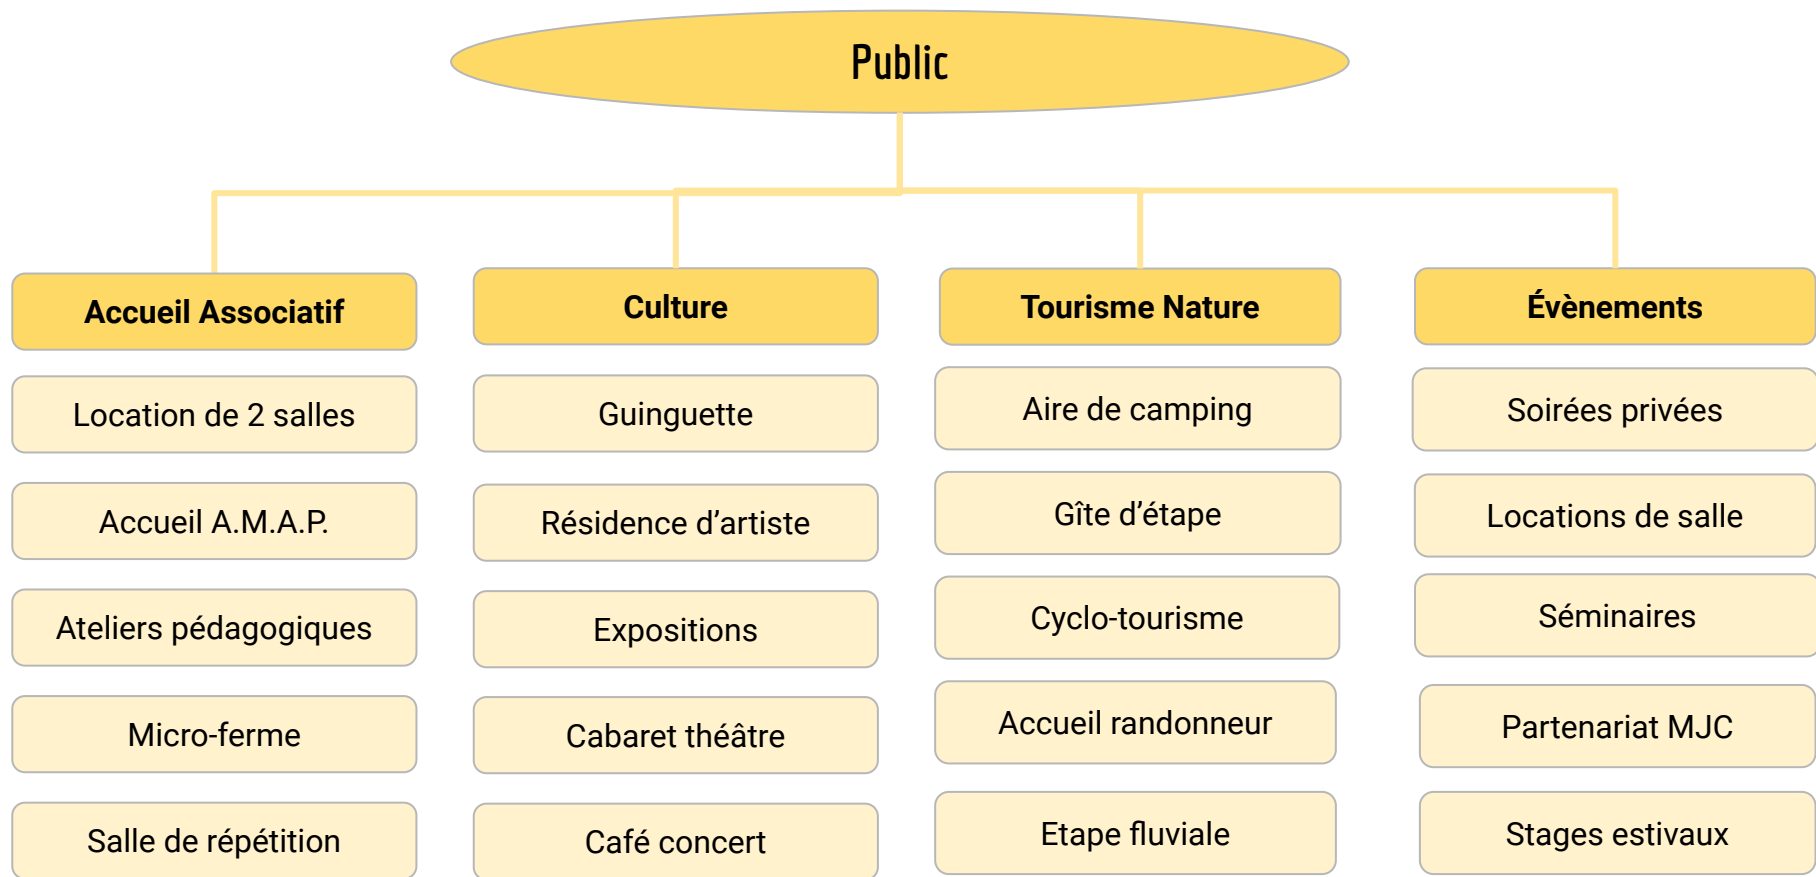 Public
Accueil Associatif
Location de 2 salles
Accueil A.M.A.P.
Ateliers pédagogiques
Micro-ferme
Salle de répétition
Culture
Guinguette
Résidence d’artiste
Expositions
Cabaret théâtre
Café concert
Tourisme Nature
Aire de camping
Gîte d’étape
Cyclo-tourisme
Accueil randonneur
Etape fluviale
Évènements
Soirées privées
Locations de salle
Séminaires
Partenariat MJC
Stages estivaux